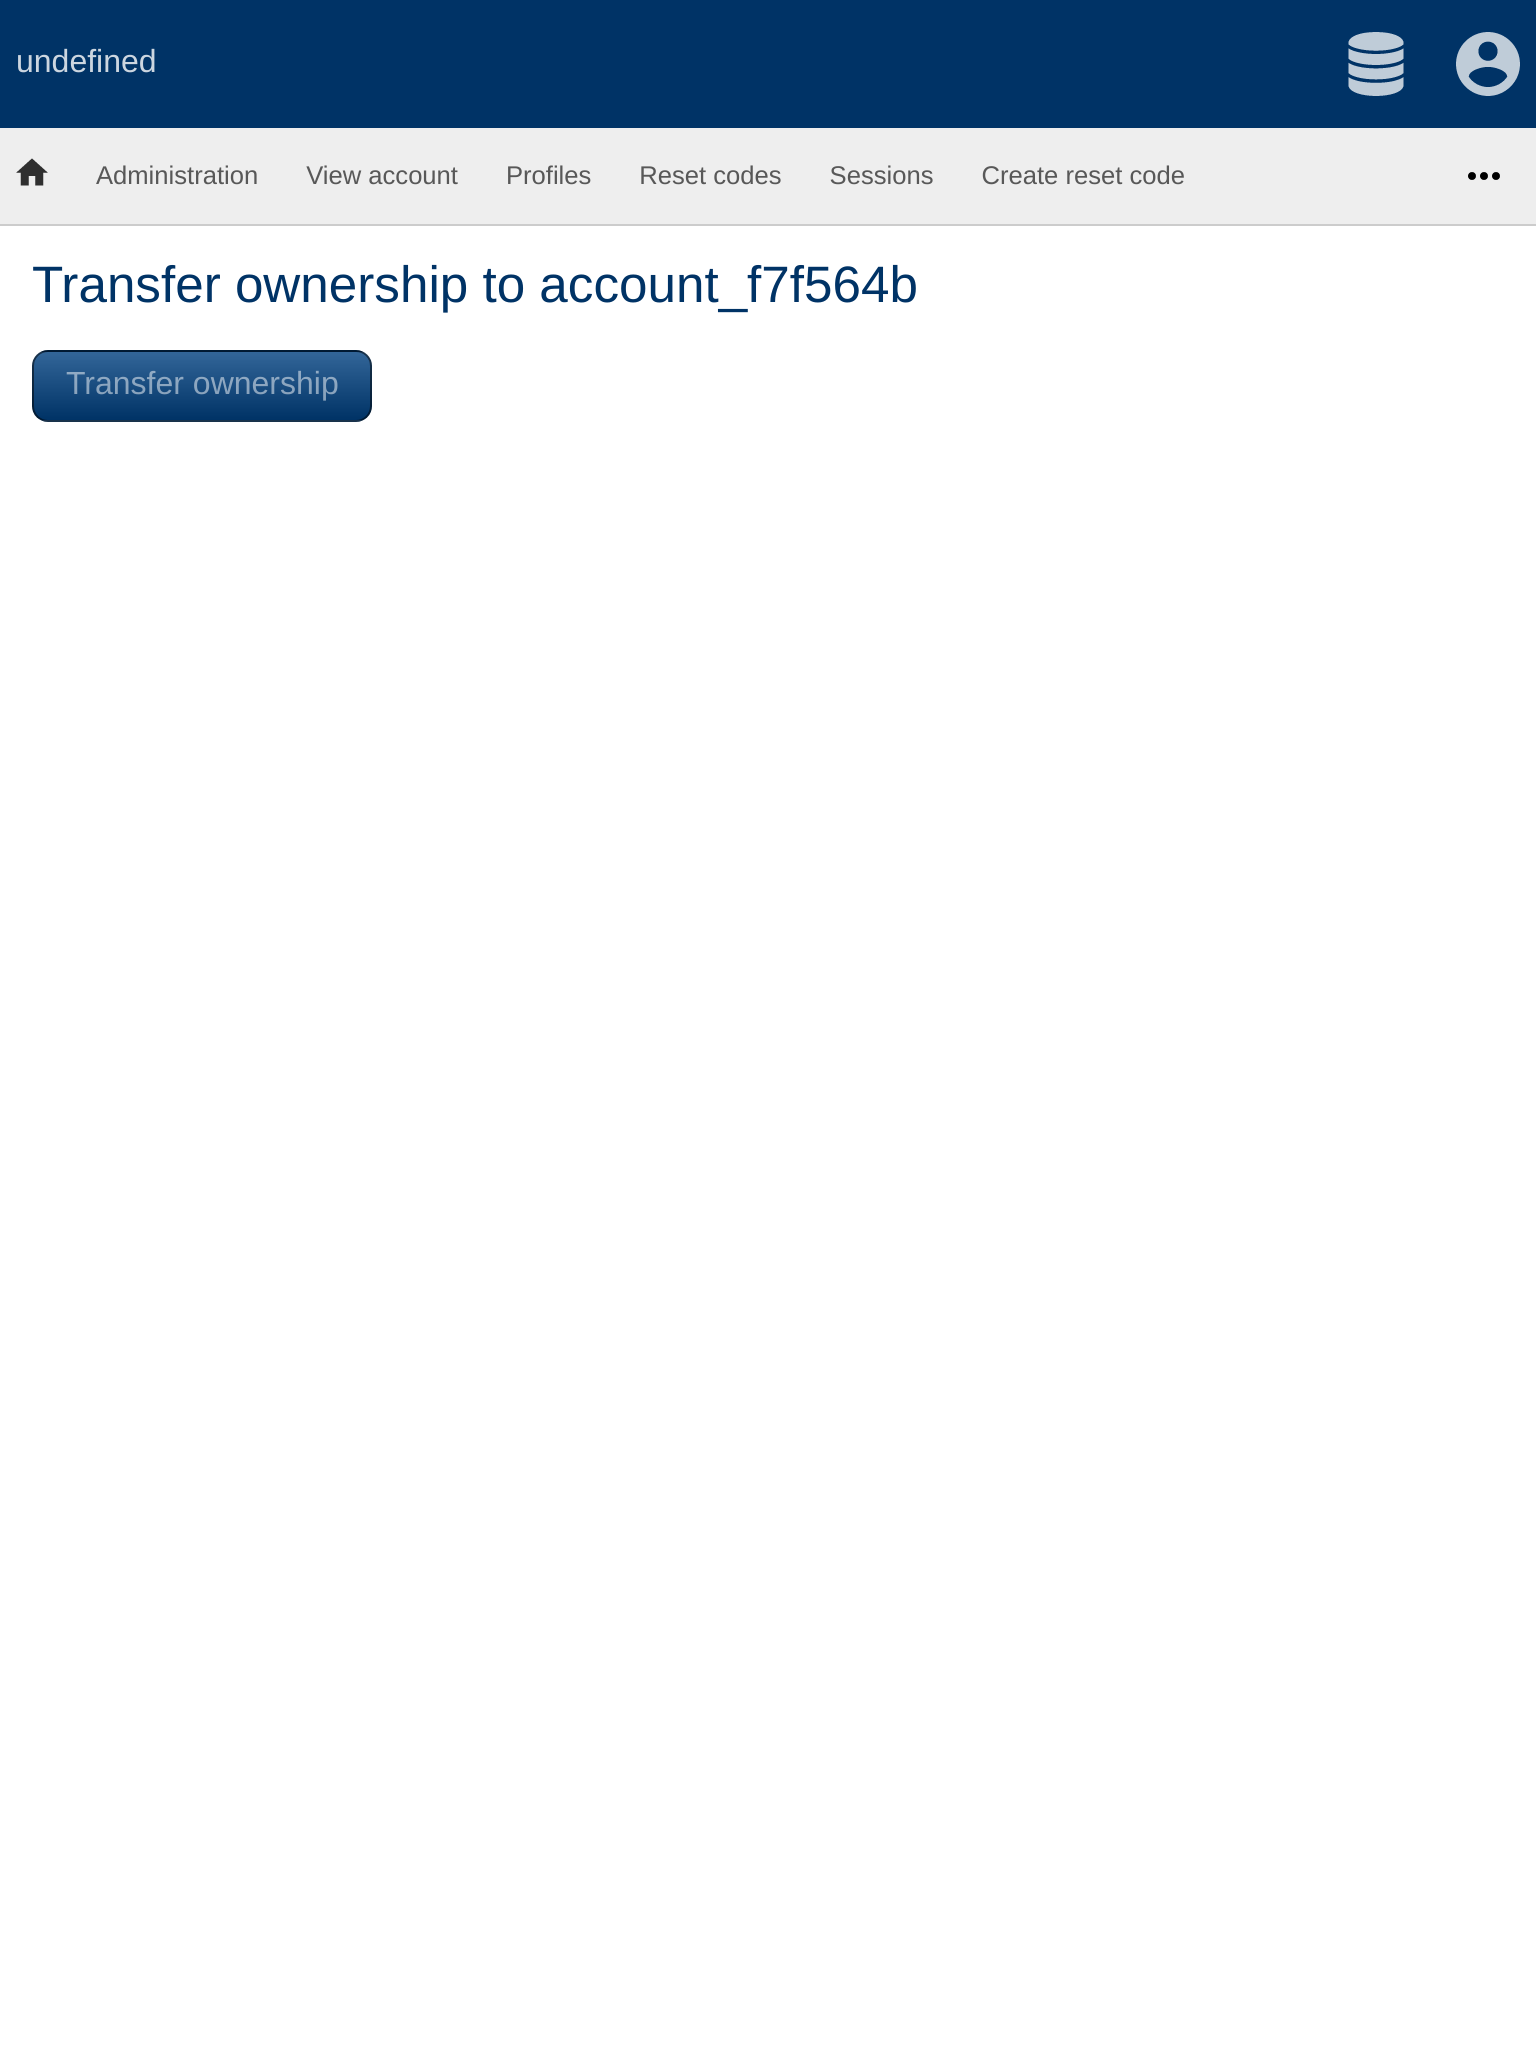 undefined
Administration View account Profiles Reset codes Sessions Create reset code
Transfer ownership to account_f7f564b
Transfer ownership